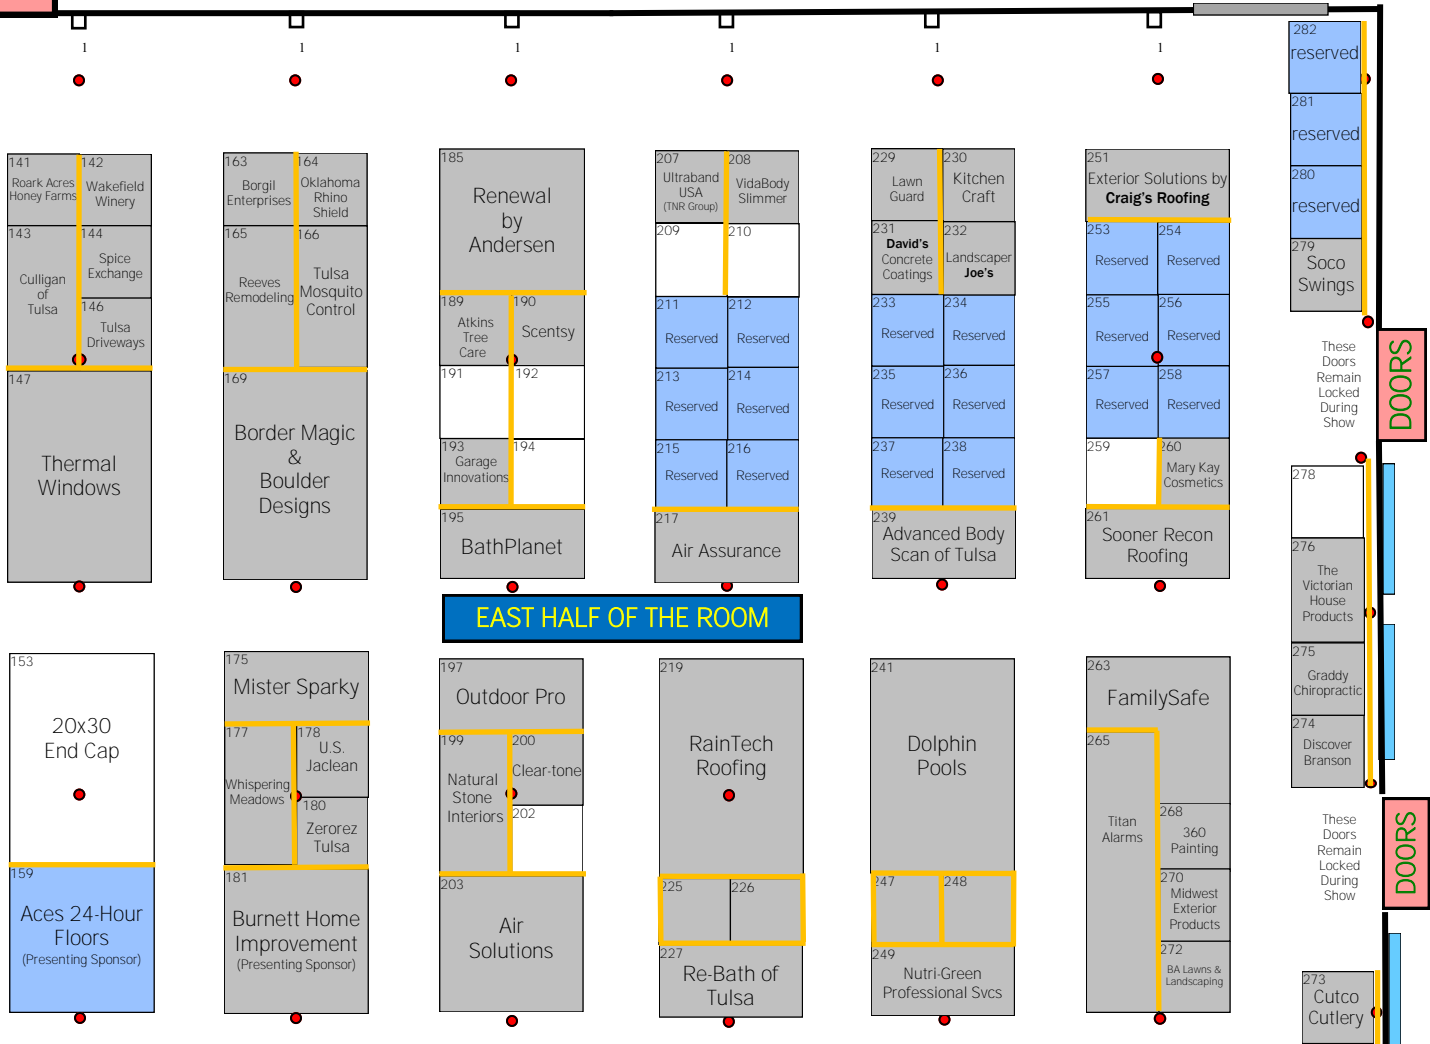 1
1
1
1
1
1
141
Roark Acres
Honey Farms
142
Wakefield
Winery
143
Culligan
of
Tulsa
144
Spice
Exchange
146
Tulsa
Driveways
147
Thermal
Windows
163
Borgil
Enterprises
164
Oklahoma
Rhino
Shield
165
Reeves
Remodeling
166
Tulsa
Mosquito
Control
169
Border Magic
&
Boulder
Designs
185
Renewal
by
Andersen
189
Atkins
Tree
Care
190
Scentsy
191
192
193
Garage
Innovations
194
195
BathPlanet
207
Ultraband
USA
(TNR Group)
208
VidaBody
Slimmer
209
210
211
Reserved
212
Reserved
213
Reserved
214
Reserved
215
Reserved
216
Reserved
217
Air Assurance
229
Lawn
Guard
230
Kitchen
Craft
231
David's
Concrete
Coatings
232
Landscaper
Joe's
233
Reserved
234
Reserved
235
Reserved
236
Reserved
237
Reserved
238
Reserved
239
Advanced Body
Scan of Tulsa
251
Exterior Solutions by
Craig's Roofing
253
Reserved
254
Reserved
255
Reserved
256
Reserved
257
Reserved
258
Reserved
259
260
Mary Kay
Cosmetics
261
Sooner Recon
Roofing
282
reserved
281
reserved
280
reserved
279
Soco
Swings
These
Doors
Remain
Locked
During
Show
DOORS
278
276
The
Victorian
House
Products
275
Graddy
Chiropractic
274
Discover
Branson
These
Doors
Remain
Locked
During
Show
DOORS
273
Cutco
Cutlery
EAST HALF OF THE ROOM
153
20x30
End Cap
159
Aces 24-Hour
Floors
(Presenting Sponsor)
175
Mister Sparky
177
Whispering
Meadows
178
U.S.
Jaclean
180
Zerorez
Tulsa
181
Burnett Home
Improvement
(Presenting Sponsor)
197
Outdoor Pro
199
Natural
Stone
Interiors
200
Clear-tone
202
203
Air
Solutions
219
RainTech
Roofing
225
226
227
Re-Bath of
Tulsa
241
Dolphin
Pools
247
248
249
Nutri-Green
Professional Svcs
263
FamilySafe
265
Titan
Alarms
268
360
Painting
270
Midwest
Exterior
Products
272
BA Lawns &
Landscaping